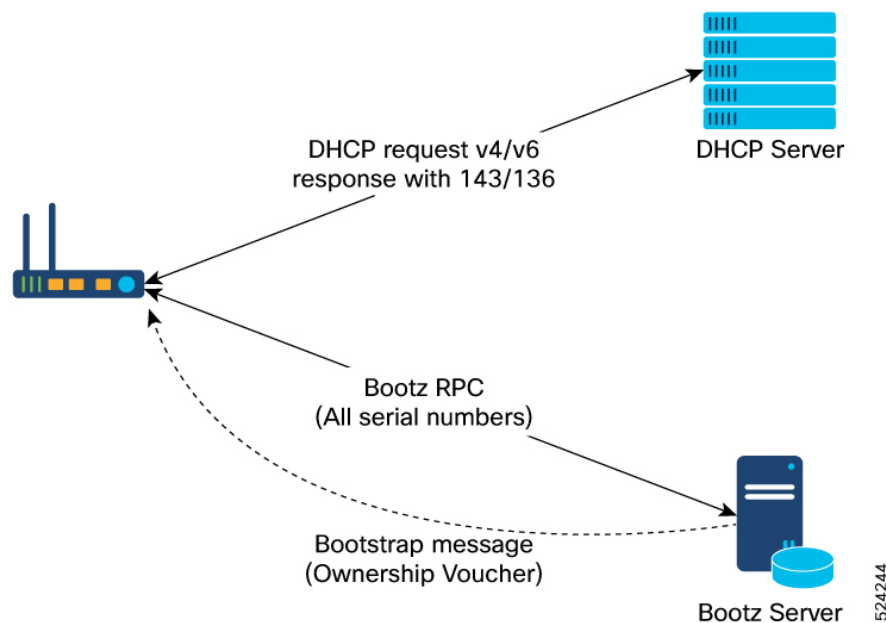 DHCP Server
DHCP request v4/v6
response with 143/136
Bootz RPC
(All serial numbers)
Bootstrap message
(Ownership Voucher)
Bootz Server
524244